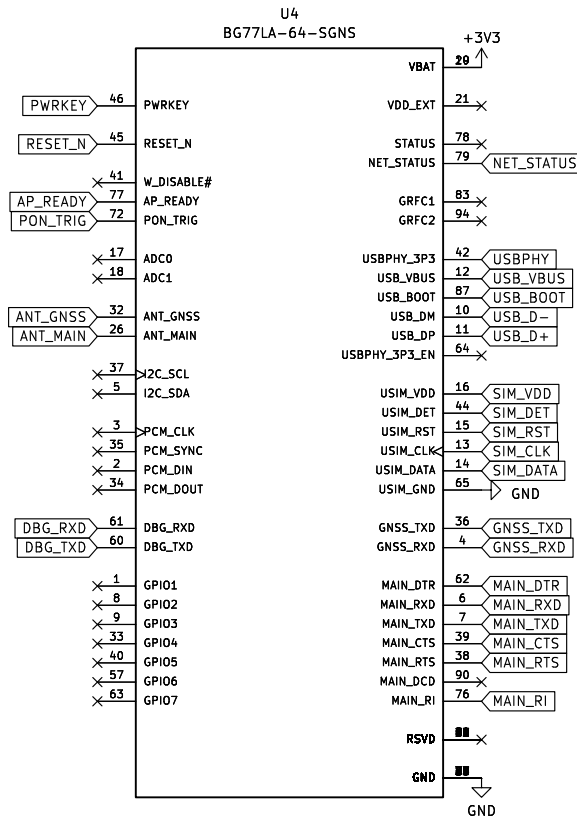 U4
BG77LA-64-SGNS
+3V3
VBAT
PWRKEY 46 PWRKEY VDD_EXT 21
RESET_N 45 RESET_N STATUS 78
NET_STATUS 79 NET_STATUS
41 W_DISABLE#
AP_READY 77 AP_READY GRFC1 83
PON_TRIG 72 PON_TRIG GRFC2 94
17 ADC0 USBPHY_3P3 42 USBPHY
18 ADC1 USB_VBUS 12 USB_VBUS
USB_BOOT 87 USB_BOOT
ANT_GNSS 32 ANT_GNSS USB_DM 10 USB_D-
ANT_MAIN 26 ANT_MAIN USB_DP 11 USB_D+
USBPHY_3P3_EN 64
37 I2C_SCL
5 I2C_SDA USIM_VDD 16 SIM_VDD
USIM_DET 44 SIM_DET
3 PCM_CLK USIM_RST 15 SIM_RST
35 PCM_SYNC USIM_CLK 13 SIM_CLK
2 PCM_DIN USIM_DATA 14 SIM_DATA
34 PCM_DOUT USIM_GND 65 GND
DBG_RXD 61 DBG_RXD GNSS_TXD 36 GNSS_TXD
DBG_TXD 60 DBG_TXD GNSS_RXD 4 GNSS_RXD
1 GPIO1 MAIN_DTR 62 MAIN_DTR
8 GPIO2 MAIN_RXD 6 MAIN_RXD
9 GPIO3 MAIN_TXD 7 MAIN_TXD
33 GPIO4 MAIN_CTS 39 MAIN_CTS
40 GPIO5 MAIN_RTS 38 MAIN_RTS
57 GPIO6 MAIN_DCD 90
63 GPIO7 MAIN_RI 76 MAIN_RI
RSVD
GND
GND